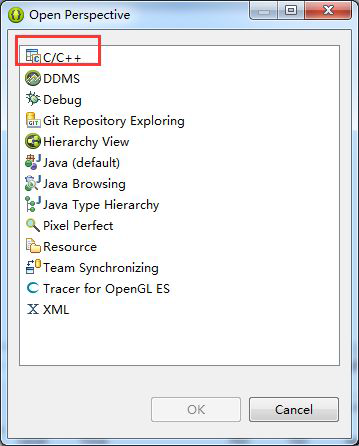 Open Perspective
C/C++
DDMS
Debug
Git Repository Exploring
Hierarchy View
Java (default)
Java Browsing
Java Type Hierarchy
Pixel Perfect
Resource
Team Synchronizing
Tracer for OpenGL ES
XML
OK Cancel